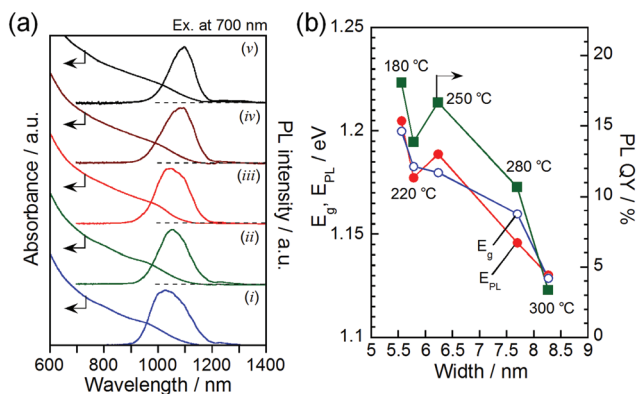 (a)
Ex. at 700 nm
(v)
(iv)
(iii)
(ii)
(i)
Absorbance / a.u.
PL intensity / a.u.
600 800 1000 1200 1400
Wavelength / nm
(b)
1.25
1.2
1.15
1.1
E_g, E_PL / eV
20
15
10
5
0
PL QY / %
180 °C
250 °C
220 °C
280 °C
E_g
E_PL
300 °C
5 5.5 6 6.5 7 7.5 8 8.5 9
Width / nm